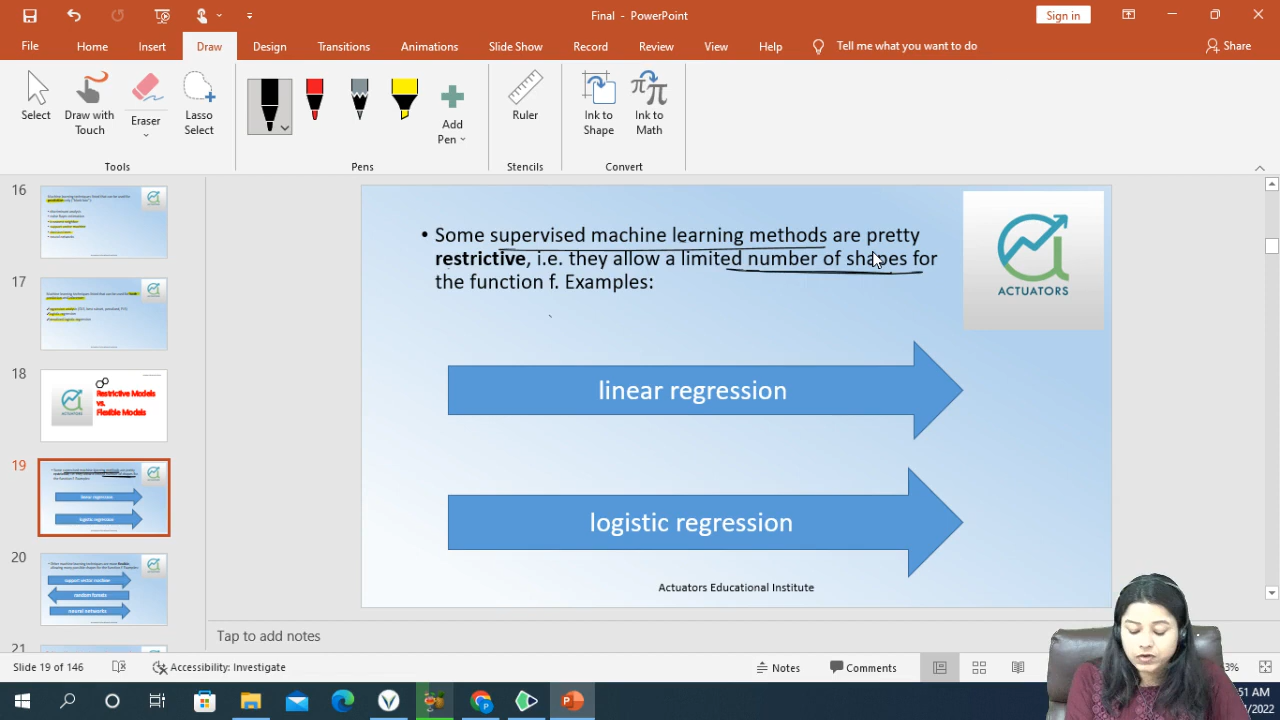 Final - PowerPoint
Sign in
File Home Insert Draw Design Transitions Animations Slide Show Record Review View Help Tell me what you want to do Share
Select
Draw with Touch
Eraser
Lasso Select
Add Pen
Ruler
Ink to Shape
Ink to Math
Tools Pens Stencils Convert
16
17
18
Restrictive Models
vs.
Flexible Models
19
linear regression
logistic regression
20
support vector machine
random forests
neural networks
21
• Some supervised machine learning methods are pretty
restrictive, i.e. they allow a limited number of shapes for
the function f. Examples:
ACTUATORS
linear regression
logistic regression
Actuators Educational Institute
Tap to add notes
Slide 19 of 146 Accessibility: Investigate Notes Comments